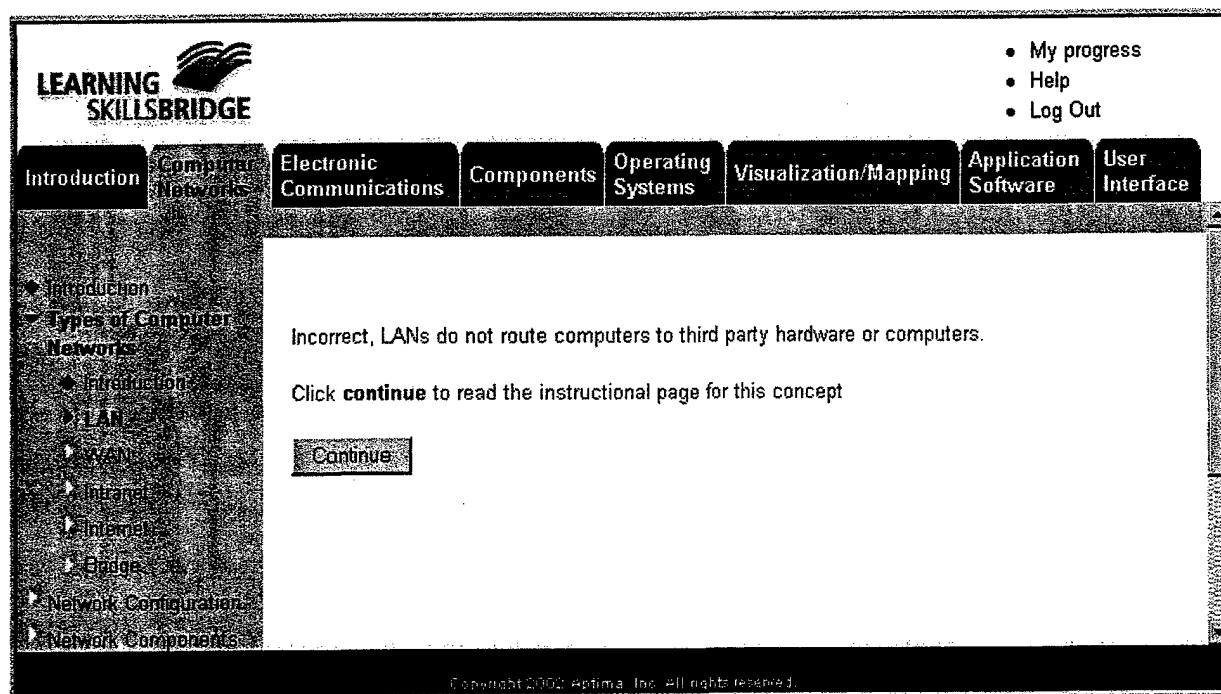 LEARNING
SKILLSBRIDGE
• My progress
• Help
• Log Out
Introduction
Computer
Networks
Electronic
Communications
Components
Operating
Systems
Visualization/Mapping
Application
Software
User
Interface
Introduction
Types of Computer
Networks
Introduction
LAN
WAN
Intranet
Internet
Bridge
Network Configuration
Network Components
Incorrect, LANs do not route computers to third party hardware or computers.
Click continue to read the instructional page for this concept
Continue
Copyright 2002 Aptima, Inc. All rights reserved.